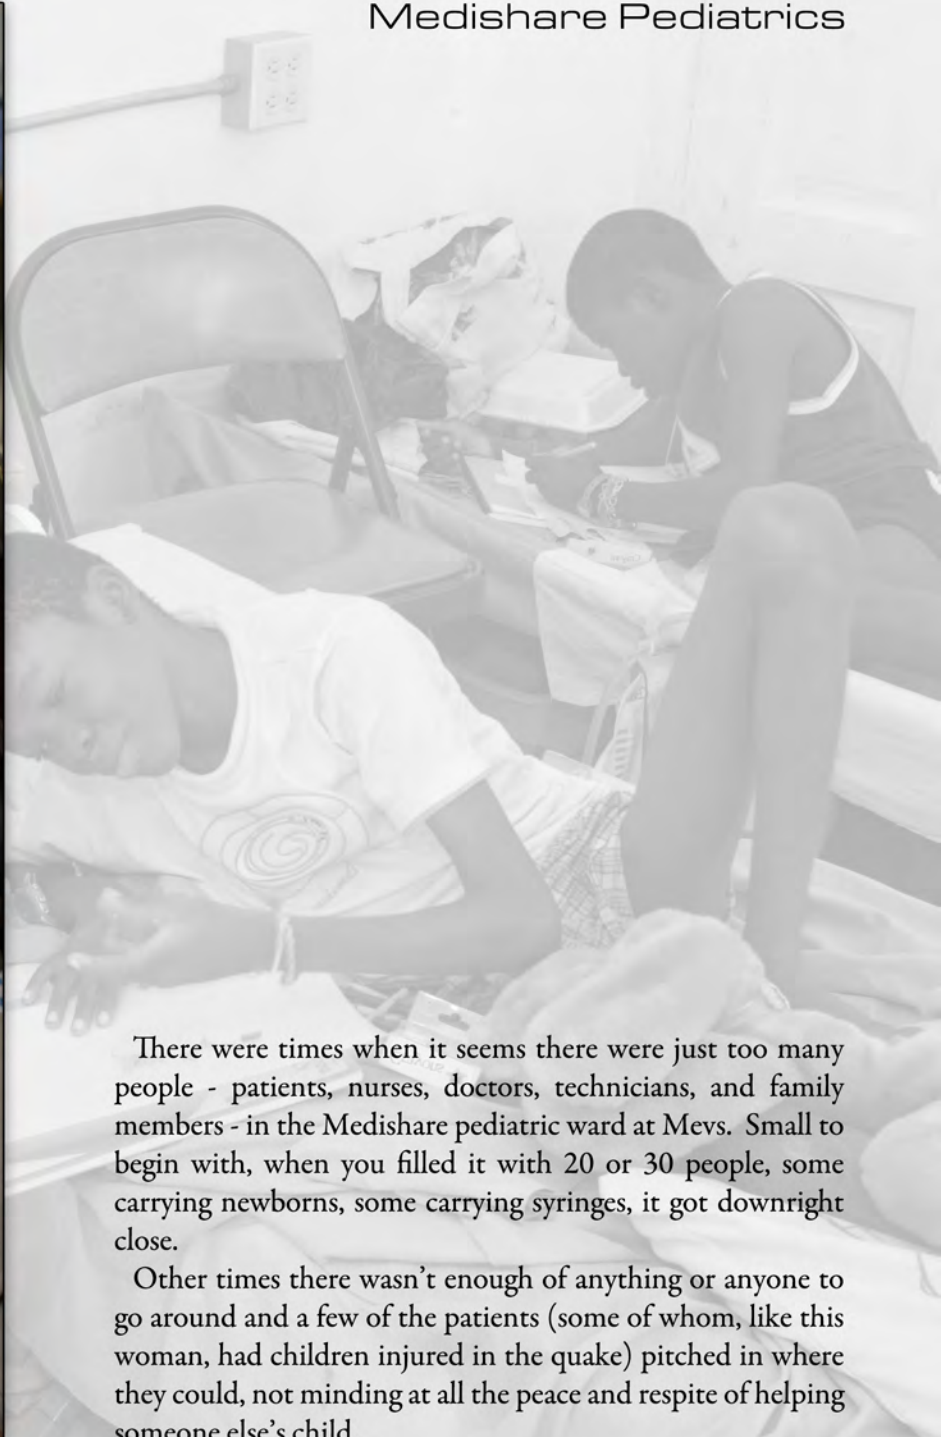 Medishare Pediatrics
There were times when it seems there were just too many
people - patients, nurses, doctors, technicians, and family
members - in the Medishare pediatric ward at Mevs. Small to
begin with, when you filled it with 20 or 30 people, some
carrying newborns, some carrying syringes, it got downright
close.
Other times there wasn't enough of anything or anyone to
go around and a few of the patients (some of whom, like this
woman, had children injured in the quake) pitched in where
they could, not minding at all the peace and respite of helping
someone else's child